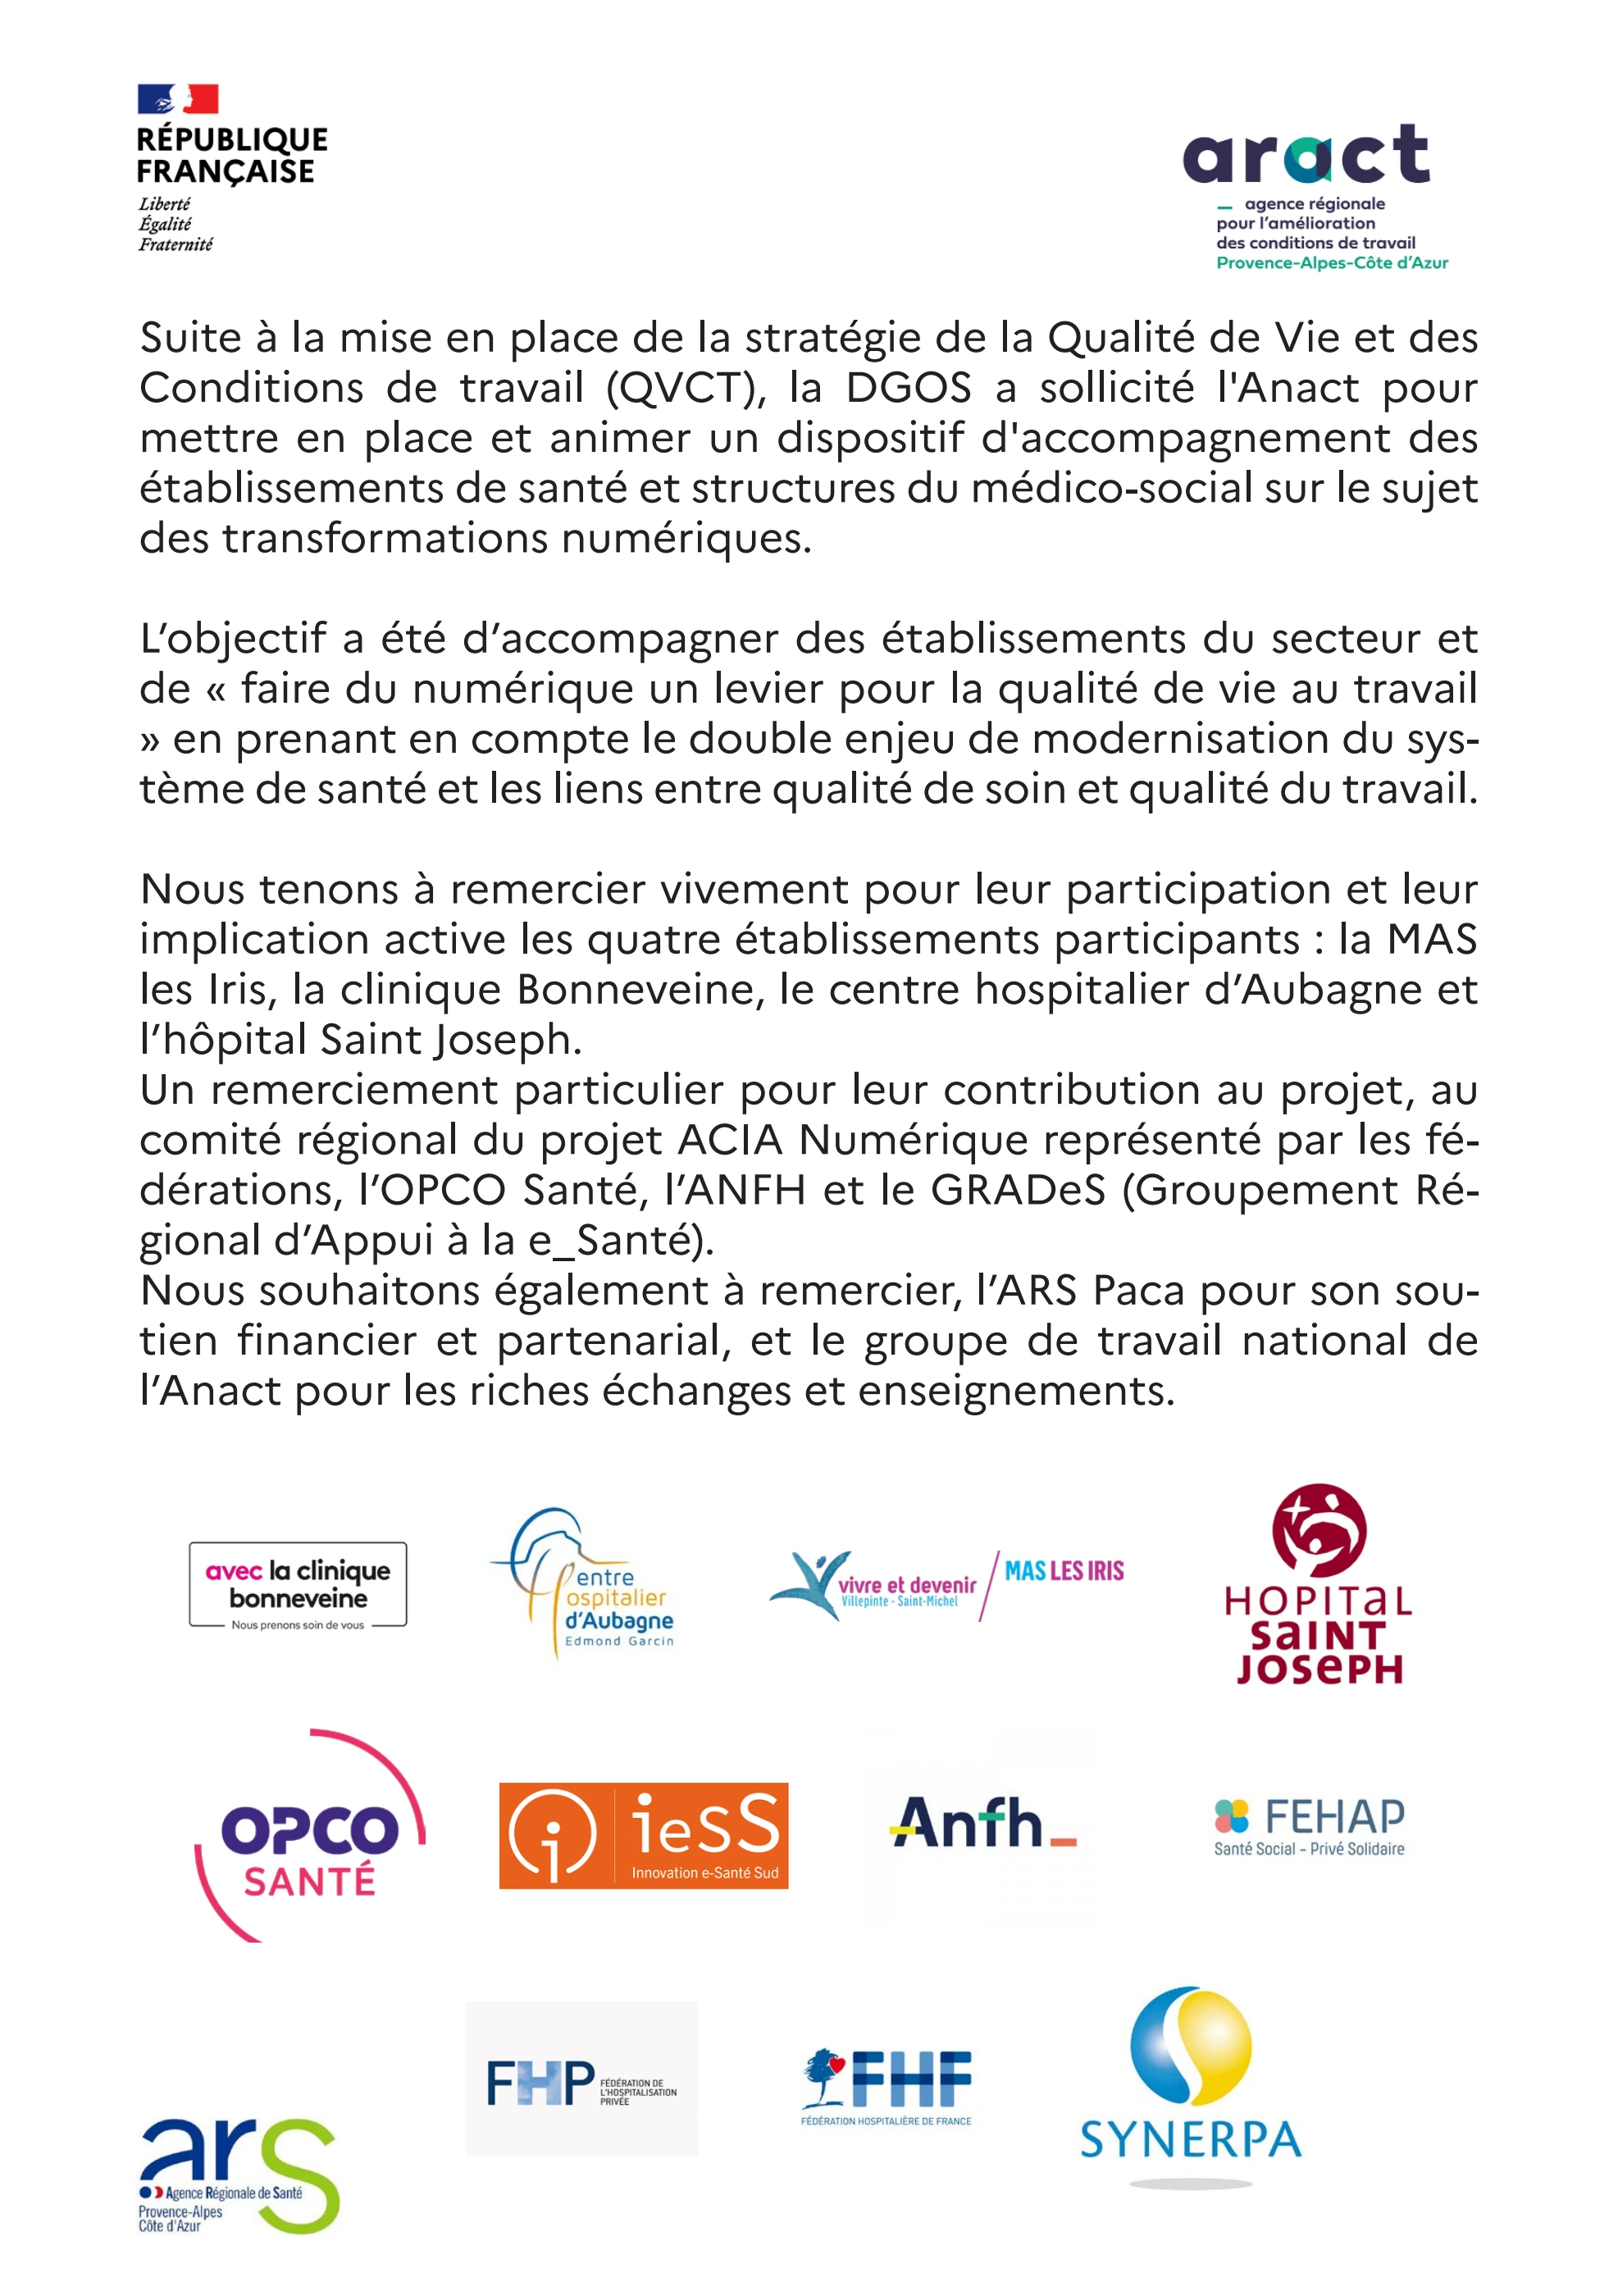 RÉPUBLIQUE
FRANÇAISE
Liberté
Égalité
Fraternité
aract
_ agence régionale
pour l'amélioration
des conditions de travail
Provence-Alpes-Côte d'Azur
Suite à la mise en place de la stratégie de la Qualité de Vie et des
Conditions de travail (QVCT), la DGOS a sollicité l'Anact pour
mettre en place et animer un dispositif d'accompagnement des
établissements de santé et structures du médico-social sur le sujet
des transformations numériques.
L’objectif a été d’accompagner des établissements du secteur et
de « faire du numérique un levier pour la qualité de vie au travail
» en prenant en compte le double enjeu de modernisation du sys-
tème de santé et les liens entre qualité de soin et qualité du travail.
Nous tenons à remercier vivement pour leur participation et leur
implication active les quatre établissements participants : la MAS
les Iris, la clinique Bonneveine, le centre hospitalier d’Aubagne et
l’hôpital Saint Joseph.
Un remerciement particulier pour leur contribution au projet, au
comité régional du projet ACIA Numérique représenté par les fé-
dérations, l’OPCO Santé, l’ANFH et le GRADeS (Groupement Ré-
gional d’Appui à la e_Santé).
Nous souhaitons également à remercier, l’ARS Paca pour son sou-
tien financier et partenarial, et le groupe de travail national de
l’Anact pour les riches échanges et enseignements.
avec la clinique
bonneveine
Nous prenons soin de vous
Centre
Hospitalier
d'Aubagne
Edmond Garcin
vivre et devenir
Villepinte - Saint-Michel
MAS LES IRIS
HOPITaL
SaINT
JOSePH
OPCO
SANTÉ
iesS
Innovation e-Santé Sud
Anfh_
FEHAP
Santé Social - Privé Solidaire
FHP
FÉDÉRATION DE
L'HOSPITALISATION
PRIVÉE
FHF
FÉDÉRATION HOSPITALIÈRE DE FRANCE
SYNERPA
ars
Agence Régionale de Santé
Provence-Alpes
Côte d'Azur